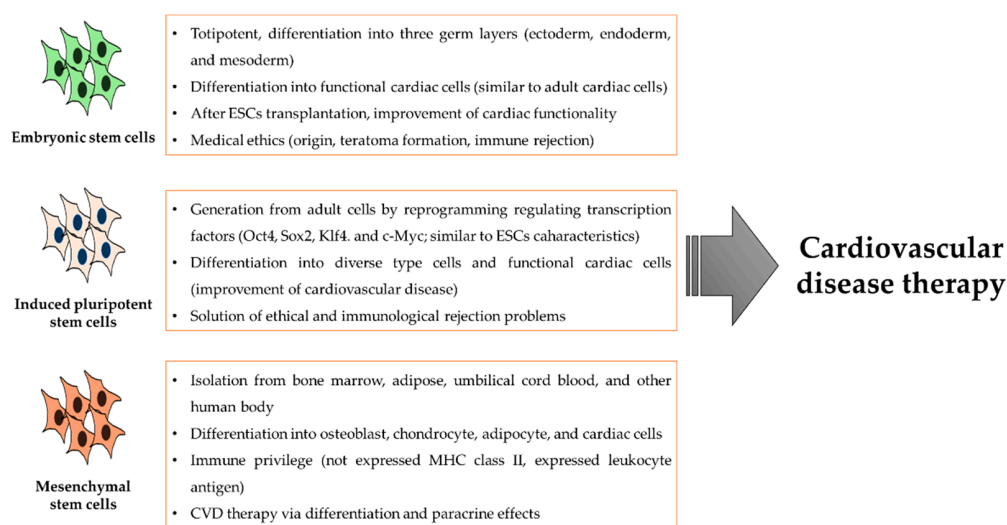 • Totipotent, differentiation into three germ layers (ectoderm, endoderm,
and mesoderm)
• Differentiation into functional cardiac cells (similar to adult cardiac cells)
• After ESCs transplantation, improvement of cardiac functionality
• Medical ethics (origin, teratoma formation, immune rejection)
Embryonic stem cells
• Generation from adult cells by reprogramming regulating transcription
factors (Oct4, Sox2, Klf4. and c-Myc; similar to ESCs caharacteristics)
• Differentiation into diverse type cells and functional cardiac cells
(improvement of cardiovascular disease)
• Solution of ethical and immunological rejection problems
Induced pluripotent
stem cells
• Isolation from bone marrow, adipose, umbilical cord blood, and other
human body
• Differentiation into osteoblast, chondrocyte, adipocyte, and cardiac cells
• Immune privilege (not expressed MHC class II, expressed leukocyte
antigen)
• CVD therapy via differentiation and paracrine effects
Mesenchymal
stem cells
Cardiovascular
disease therapy